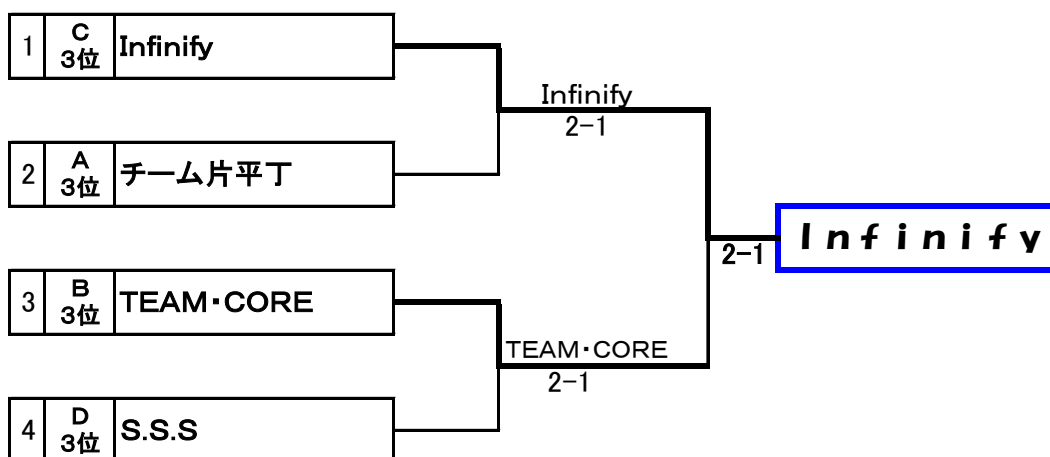 1 C 3位 Infinify
Infinify
2-1
2 A 3位 チーム片平丁
Infinify
2-1
3 B 3位 TEAM・CORE
TEAM・CORE
2-1
4 D 3位 S.S.S